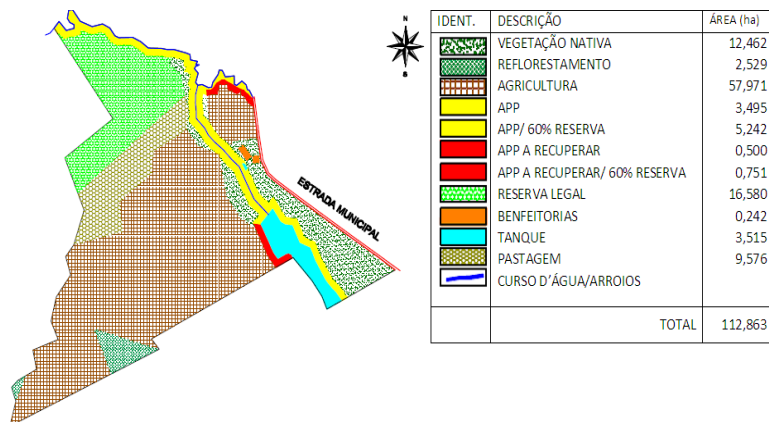 N
S
ESTRADA MUNICIPAL
IDENT. DESCRIÇÃO ÁREA (ha)
VEGETAÇÃO NATIVA 12,462
REFLORESTAMENTO 2,529
AGRICULTURA 57,971
APP 3,495
APP/ 60% RESERVA 5,242
APP A RECUPERAR 0,500
APP A RECUPERAR/ 60% RESERVA 0,751
RESERVA LEGAL 16,580
BENFEITORIAS 0,242
TANQUE 3,515
PASTAGEM 9,576
CURSO D'ÁGUA/ARROIOS
TOTAL 112,863